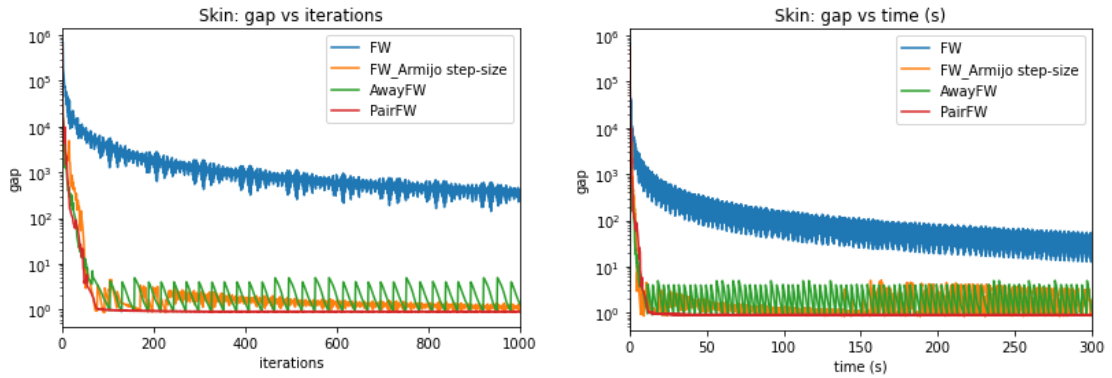 Skin: gap vs iterations
10^6
10^5
10^4
10^3
10^2
10^1
10^0
gap
FW
FW_Armijo step-size
AwayFW
PairFW
0 200 400 600 800 1000
iterations
Skin: gap vs time (s)
10^6
10^5
10^4
10^3
10^2
10^1
10^0
gap
FW
FW_Armijo step-size
AwayFW
PairFW
0 50 100 150 200 250 300
time (s)